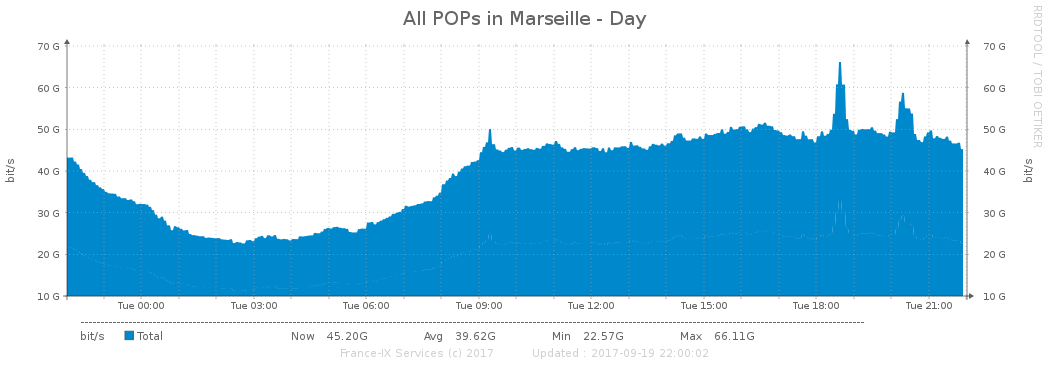 All POPs in Marseille - Day
RRDTOOL / TOBI OETIKER
70 G 70 G
60 G 60 G
50 G 50 G
40 G 40 G
30 G 30 G
20 G 20 G
10 G 10 G
bit/s
bit/s
Tue 00:00 Tue 03:00 Tue 06:00 Tue 09:00 Tue 12:00 Tue 15:00 Tue 18:00 Tue 21:00
bit/s Total Now 45.20G Avg 39.62G Min 22.57G Max 66.11G
France-IX Services (c) 2017 Updated : 2017-09-19 22:00:02